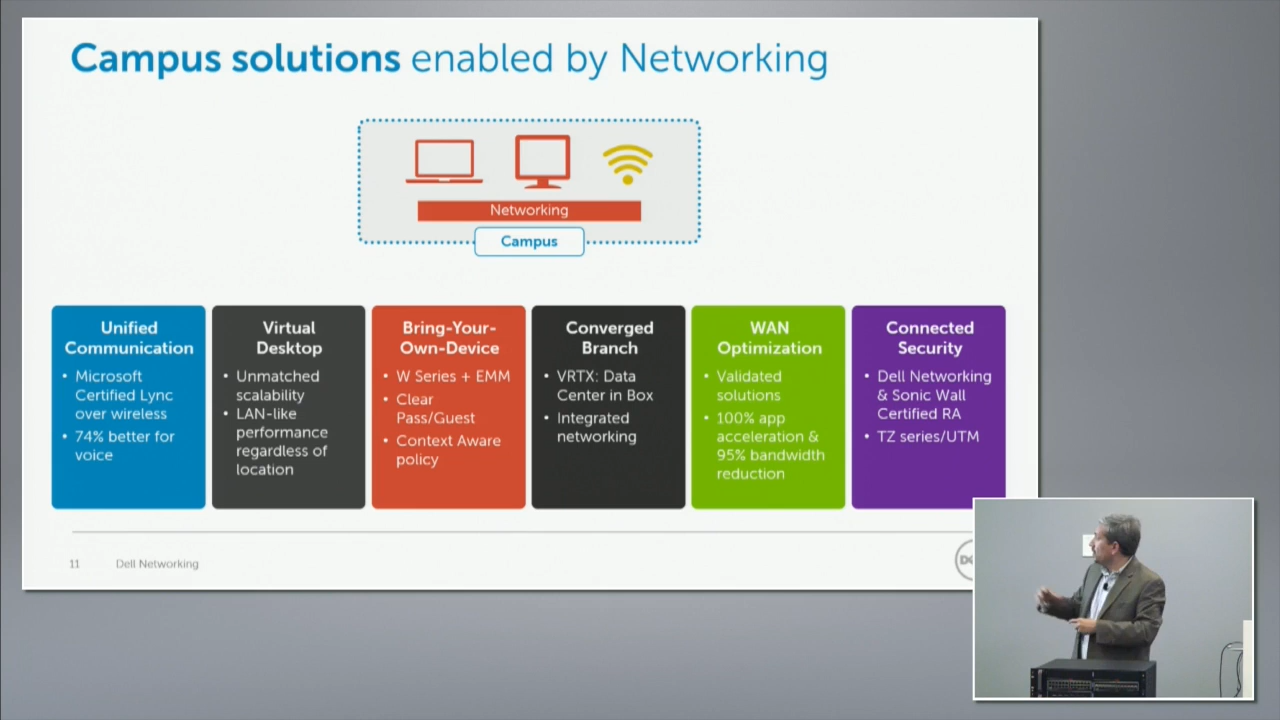 Campus solutions enabled by Networking
Networking
Campus
Unified
Communication
• Microsoft
Certified Lync
over wireless
• 74% better for
voice
Virtual
Desktop
• Unmatched
scalability
• LAN-like
performance
regardless of
location
Bring-Your-
Own-Device
• W Series + EMM
• Clear
Pass/Guest
• Context Aware
policy
Converged
Branch
• VRTX: Data
Center in Box
• Integrated
networking
WAN
Optimization
• Validated
solutions
• 100% app
acceleration &
95% bandwidth
reduction
Connected
Security
• Dell Networking
& Sonic Wall
Certified RA
• TZ series/UTM
11 Dell Networking